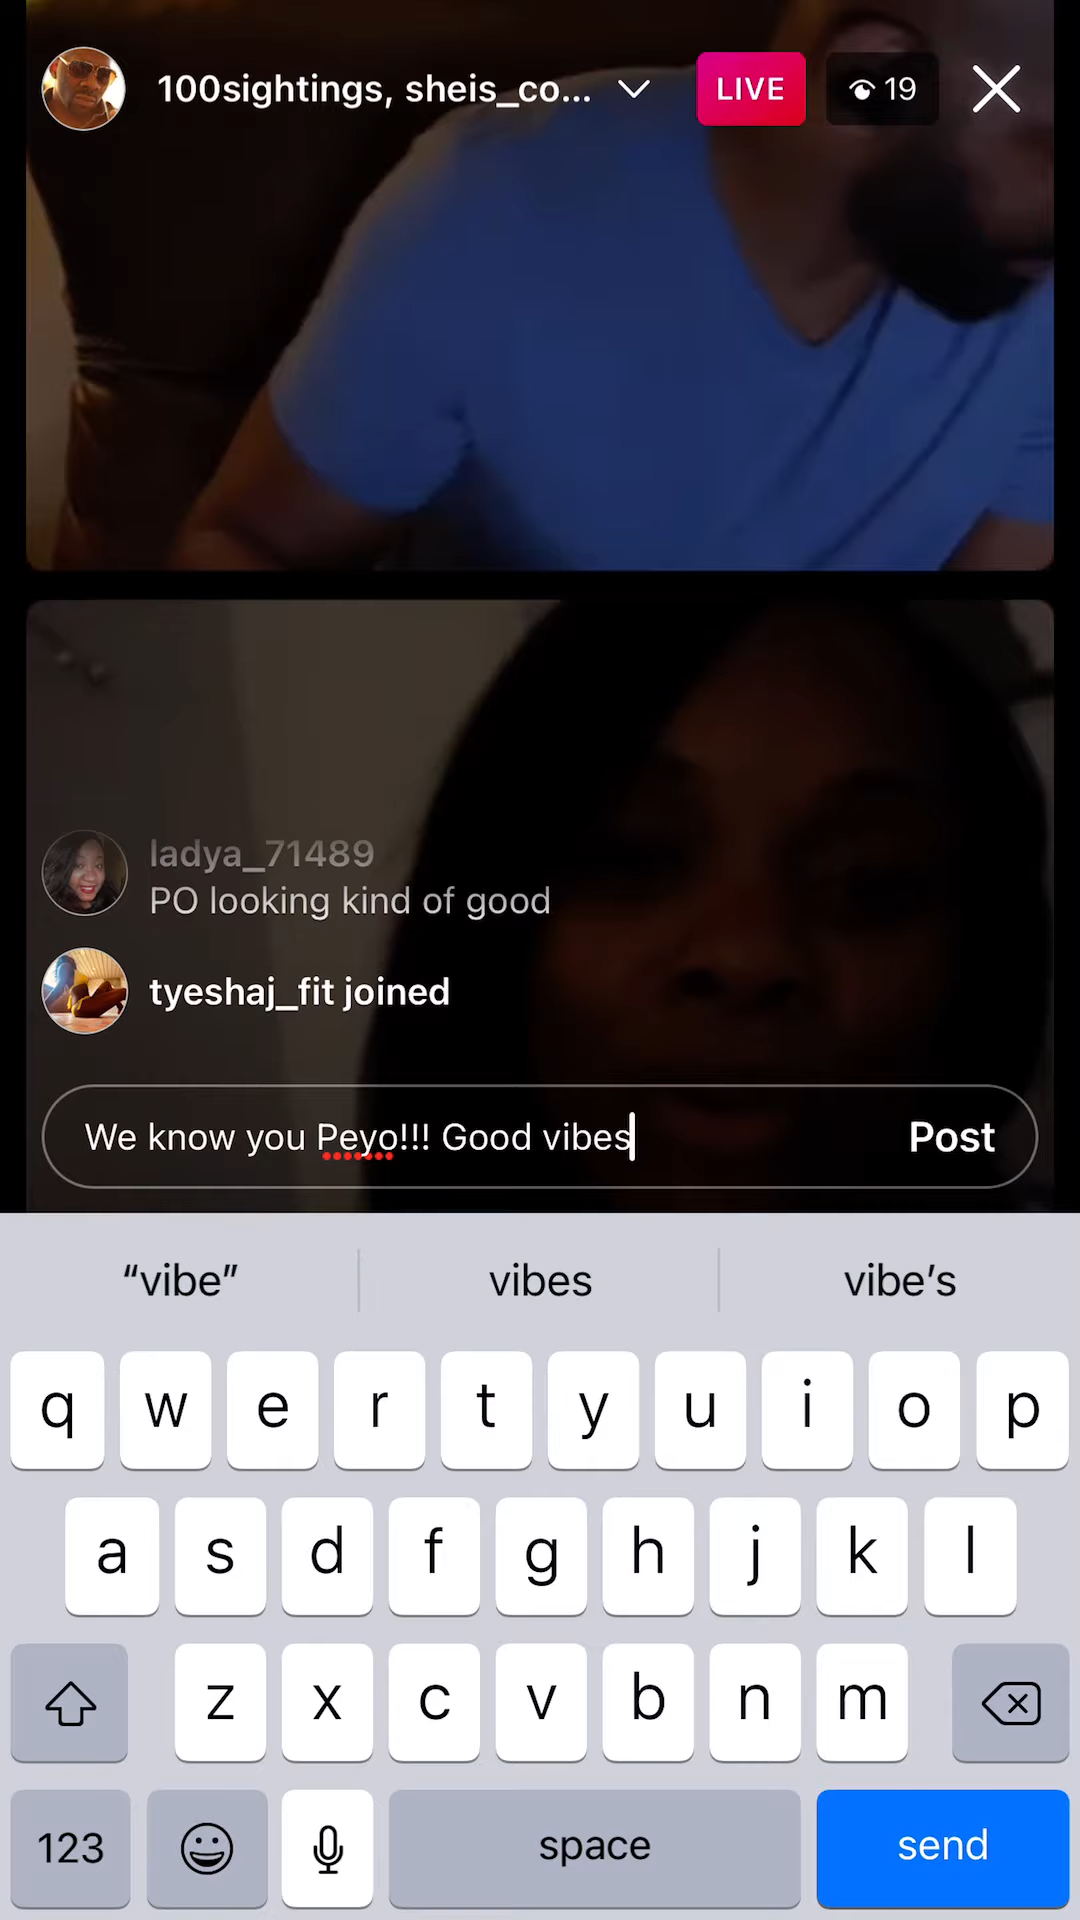 100sightings, sheis_co... LIVE 19
ladya_71489
PO looking kind of good
tyeshaj_fit joined
We know you Peyo!!! Good vibes Post
“vibe” vibes vibe’s
q w e r t y u i o p
a s d f g h j k l
z x c v b n m
123 space send